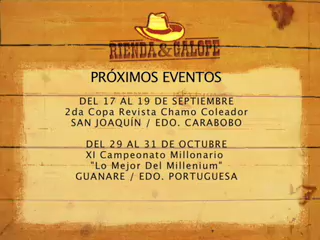 RIENDA&GALOPE
PRÓXIMOS EVENTOS
DEL 17 AL 19 DE SEPTIEMBRE
2da Copa Revista Chamo Coleador
SAN JOAQUÍN / EDO. CARABOBO
DEL 29 AL 31 DE OCTUBRE
XI Campeonato Millonario
"Lo Mejor Del Millenium"
GUANARE / EDO. PORTUGUESA